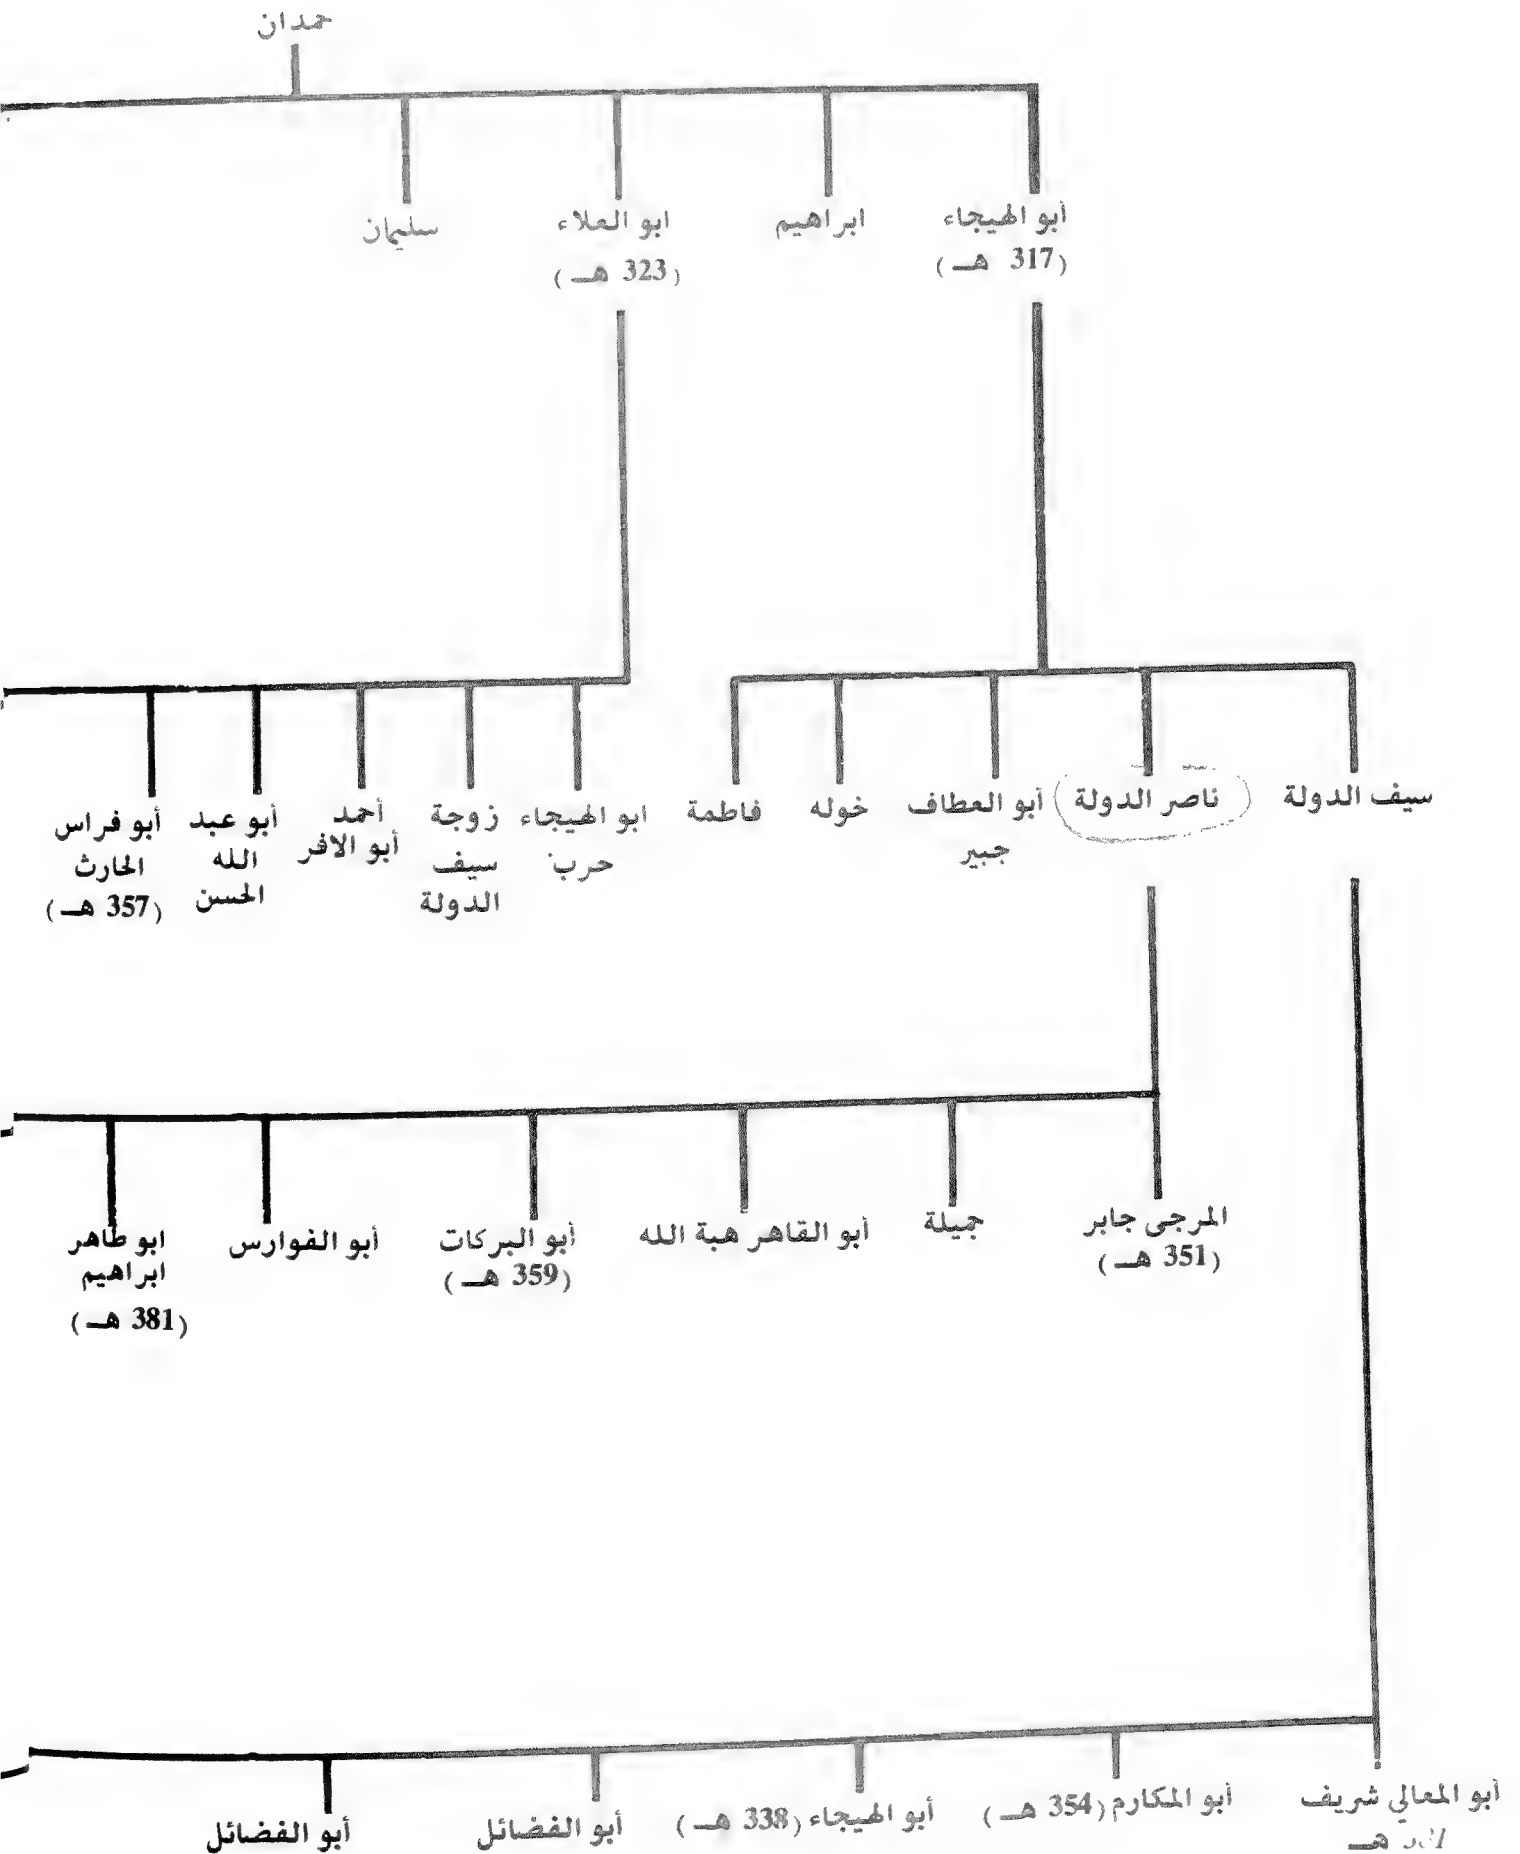 حمدان
أبو الهيجاء
(317 هـ)
ابراهيم
ابو العلاء
(323 هـ)
سليمان
سيف الدولة
ناصر الدولة
أبو العطاف
جبير
خوله
فاطمة
ابو الهيجاء
حرب
زوجة
سيف
الدولة
أحمد
أبو الافر
أبو عبد
الله
الحسن
أبو فراس
الحارث
(357 هـ)
المرجى جابر
(351 هـ)
جميلة
أبو القاهر هبة الله
أبو البركات
(359 هـ)
أبو الفوارس
ابو طاهر
ابراهيم
(381 هـ)
أبو المعالي شريف
هـ
أبو المكارم (354 هـ)
أبو الهيجاء (338 هـ)
أبو الفضائل
أبو الفضائل